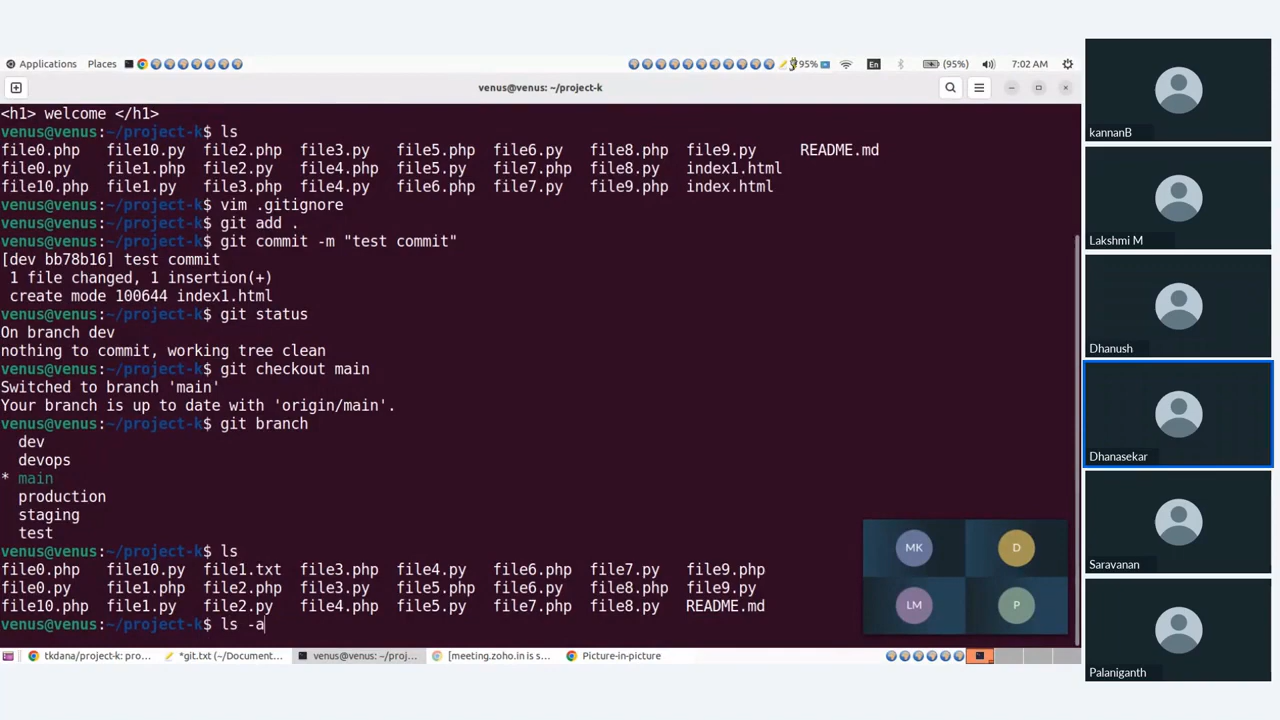 Applications Places 95% En (95%) 7:02 AM
venus@venus: ~/project-k
<h1> welcome </h1>
venus@venus:~/project-k$ ls
file0.php file10.py file2.php file3.py file5.php file6.py file8.php file9.py README.md
file0.py file1.php file2.py file4.php file5.py file7.php file8.py index1.html
file10.php file1.py file3.php file4.py file6.php file7.py file9.php index.html
venus@venus:~/project-k$ vim .gitignore
venus@venus:~/project-k$ git add .
venus@venus:~/project-k$ git commit -m "test commit"
[dev bb78b16] test commit
1 file changed, 1 insertion(+)
create mode 100644 index1.html
venus@venus:~/project-k$ git status
On branch dev
nothing to commit, working tree clean
venus@venus:~/project-k$ git checkout main
Switched to branch 'main'
Your branch is up to date with 'origin/main'.
venus@venus:~/project-k$ git branch
dev
devops
* main
production
staging
test
venus@venus:~/project-k$ ls
file0.php file10.py file1.txt file3.php file4.py file6.php file7.py file9.php
file0.py file1.php file2.php file3.py file5.php file6.py file8.php file9.py
file10.php file1.py file2.py file4.php file5.py file7.php file8.py README.md
venus@venus:~/project-k$ ls -a
MK D
LM P
tkdana/project-k: pro... *git.txt (~/Documents... venus@venus: ~/proj... [meeting.zoho.in is s... Picture-in-picture
kannanB
Lakshmi M
Dhanush
Dhanasekar
Saravanan
Palaniganth